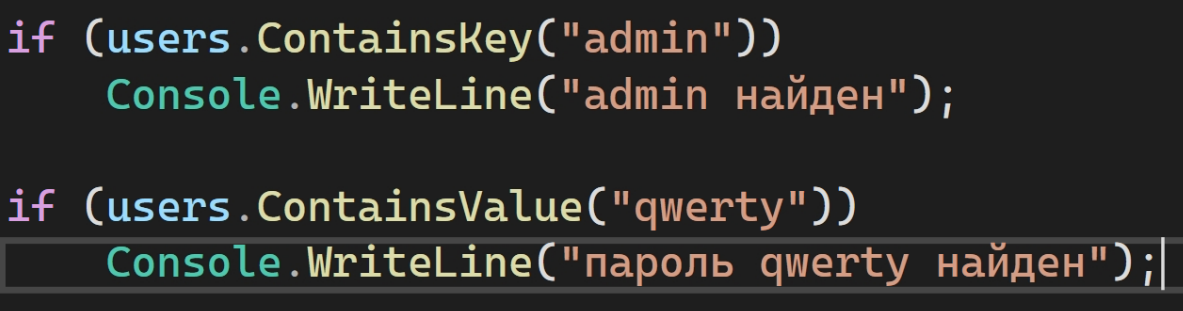 if (users.ContainsKey("admin"))
    Console.WriteLine("admin найден");
if (users.ContainsValue("qwerty"))
    Console.WriteLine("пароль qwerty найден");